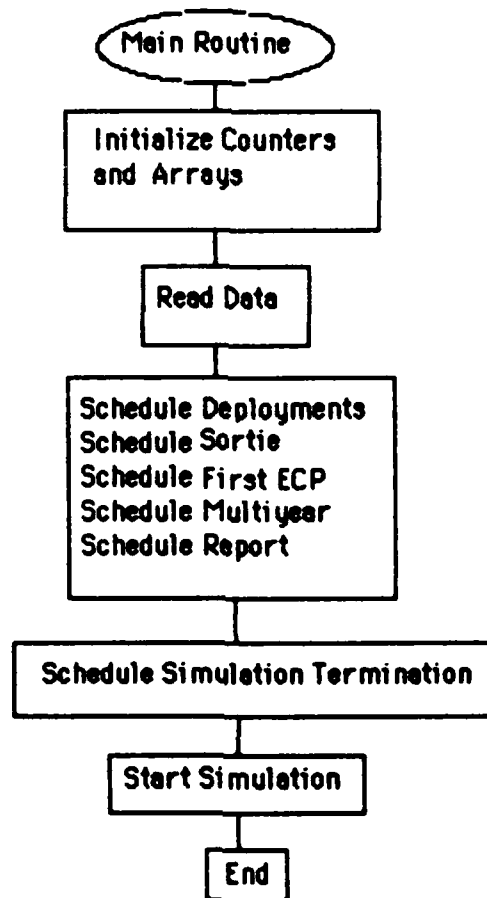 Main Routine
Initialize Counters
and Arrays
Read Data
Schedule Deployments
Schedule Sortie
Schedule First ECP
Schedule Multiyear
Schedule Report
Schedule Simulation Termination
Start Simulation
End